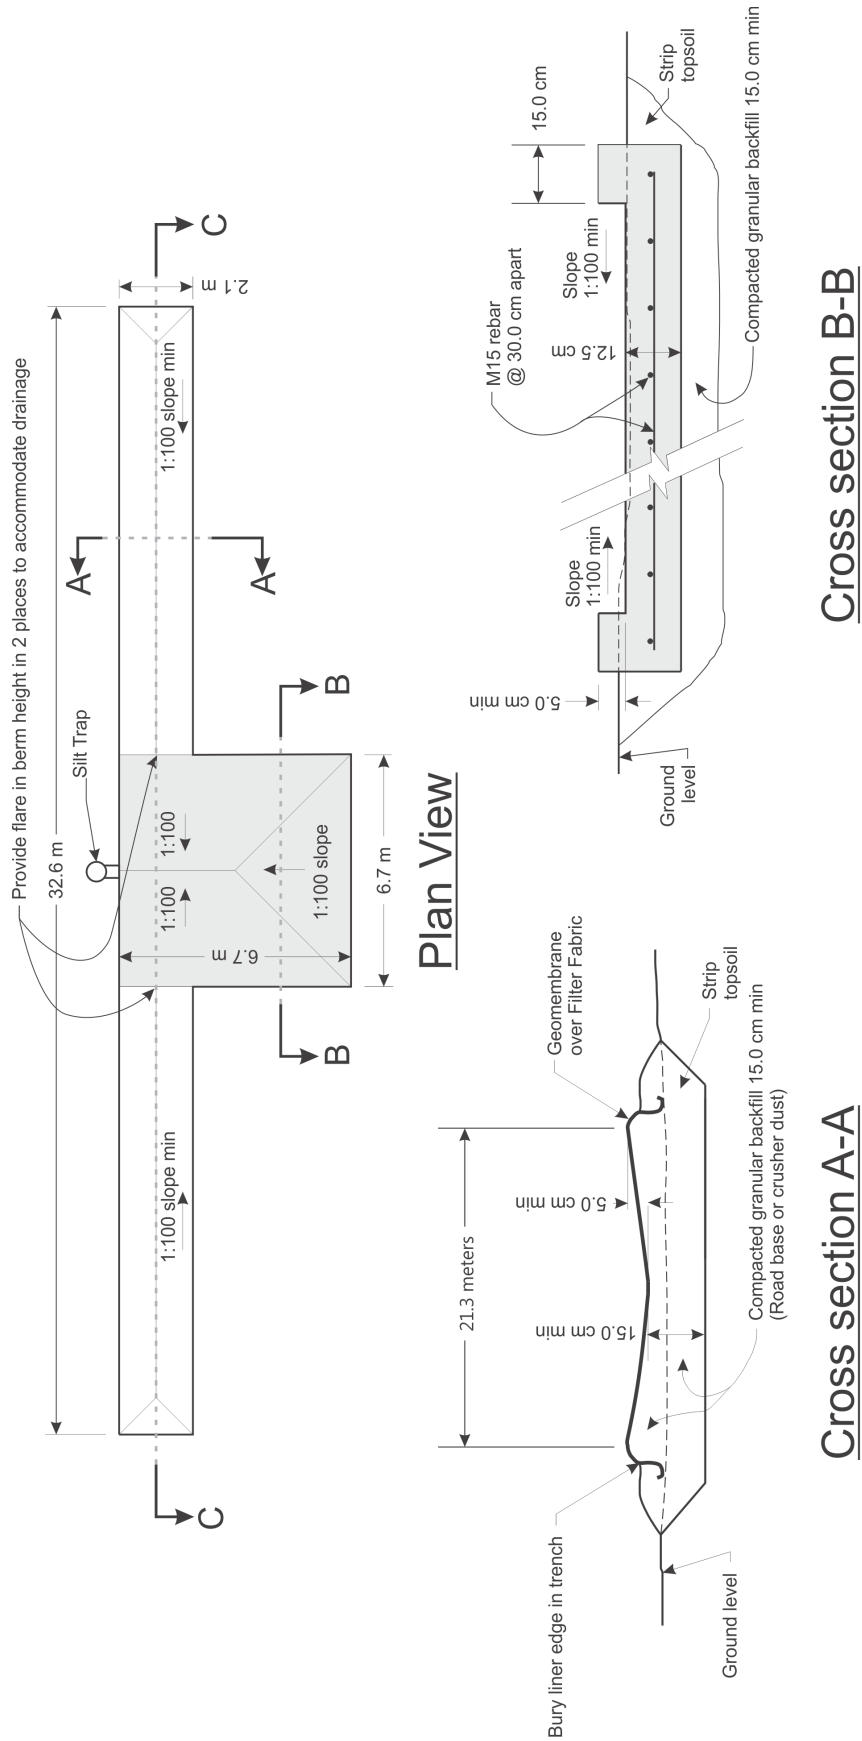 Provide flare in berm height in 2 places to accommodate drainage
32.6 m
Silt Trap
C
C
2.1 m
A
A
1:100 slope min
1:100 slope min
1:100
1:100
6.7 m
1:100 slope
B
B
6.7 m
Plan View
Geomembrane
over Filter Fabric
21.3 meters
5.0 cm min
15.0 cm min
Bury liner edge in trench
Ground level
Strip
topsoil
Compacted granular backfill 15.0 cm min
(Road base or crusher dust)
Cross section A-A
M15 rebar
@ 30.0 cm apart
15.0 cm
Slope
1:100 min
Slope
1:100 min
12.5 cm
5.0 cm min
Ground
level
Strip
topsoil
Compacted granular backfill 15.0 cm min
Cross section B-B